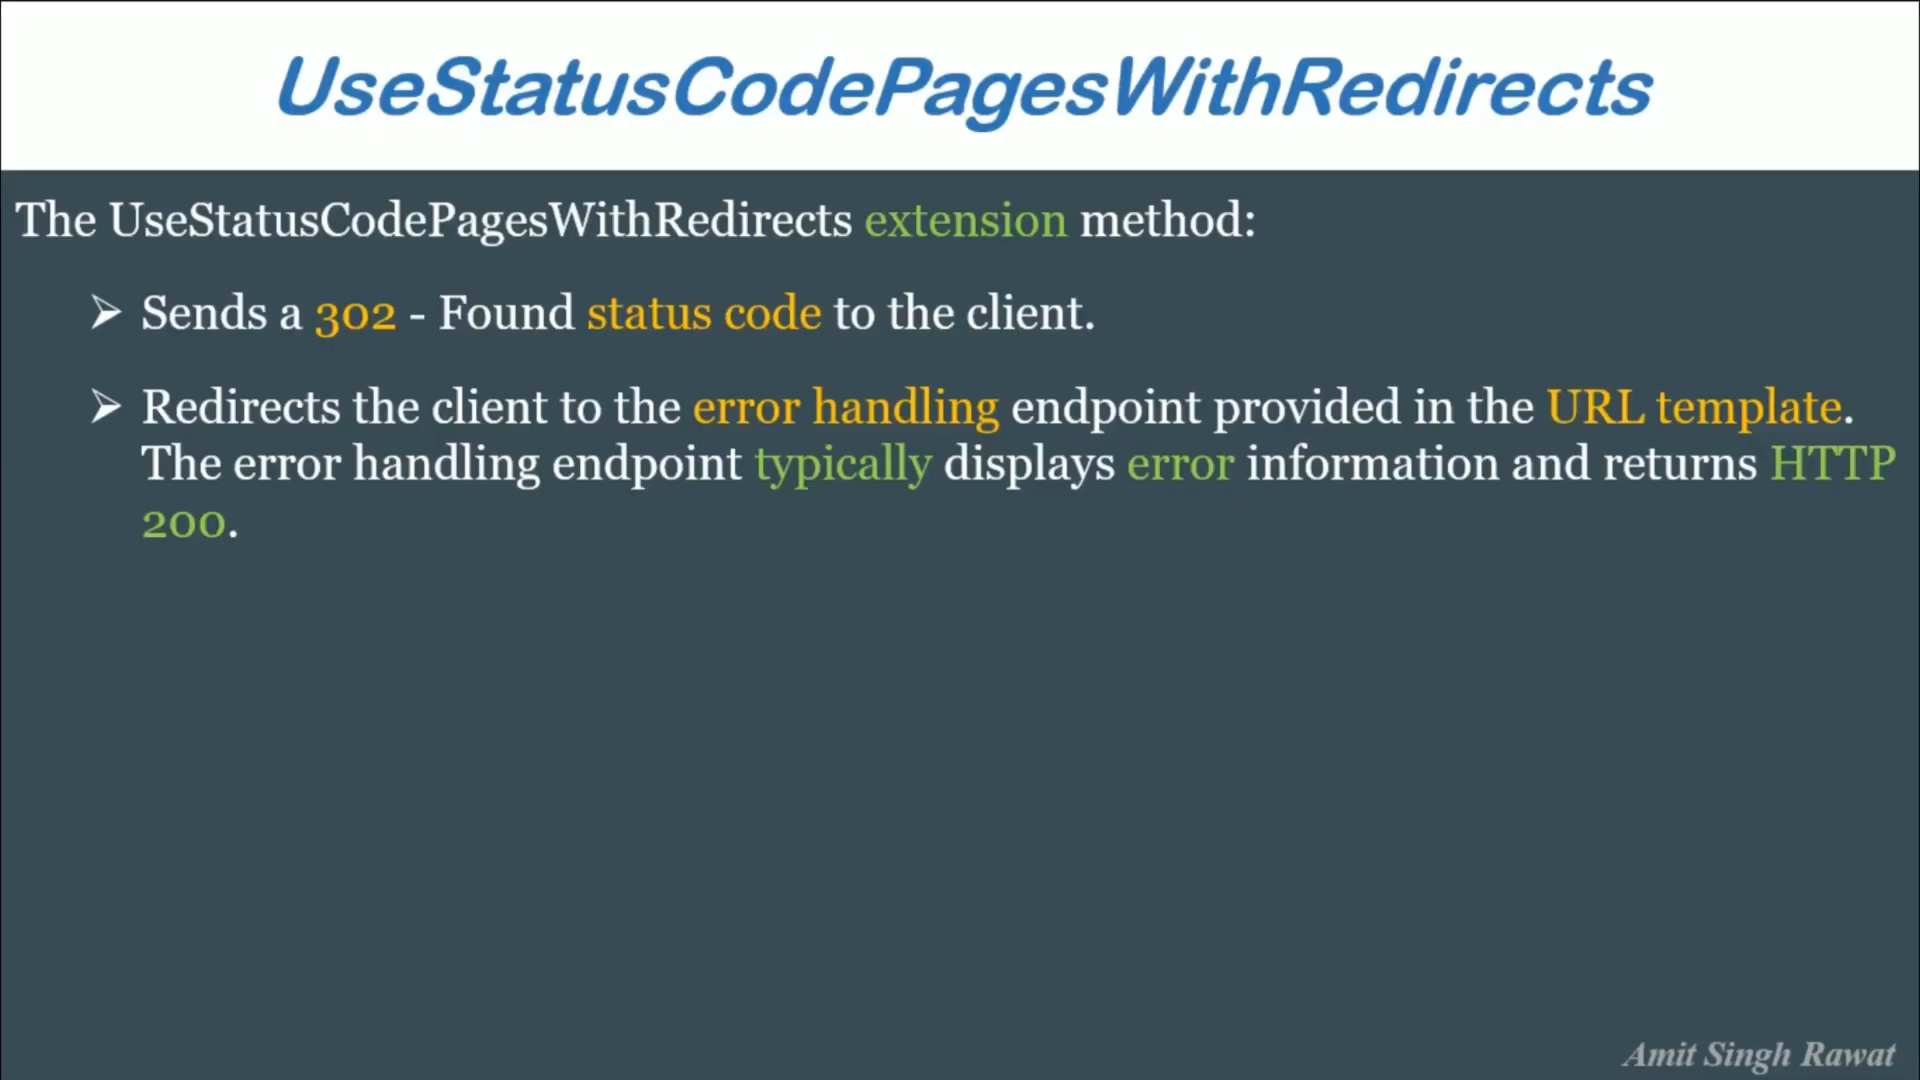 UseStatusCodePagesWithRedirects
The UseStatusCodePagesWithRedirects extension method:
➢ Sends a 302 - Found status code to the client.
➢ Redirects the client to the error handling endpoint provided in the URL template.
The error handling endpoint typically displays error information and returns HTTP
200.
Amit Singh Rawat